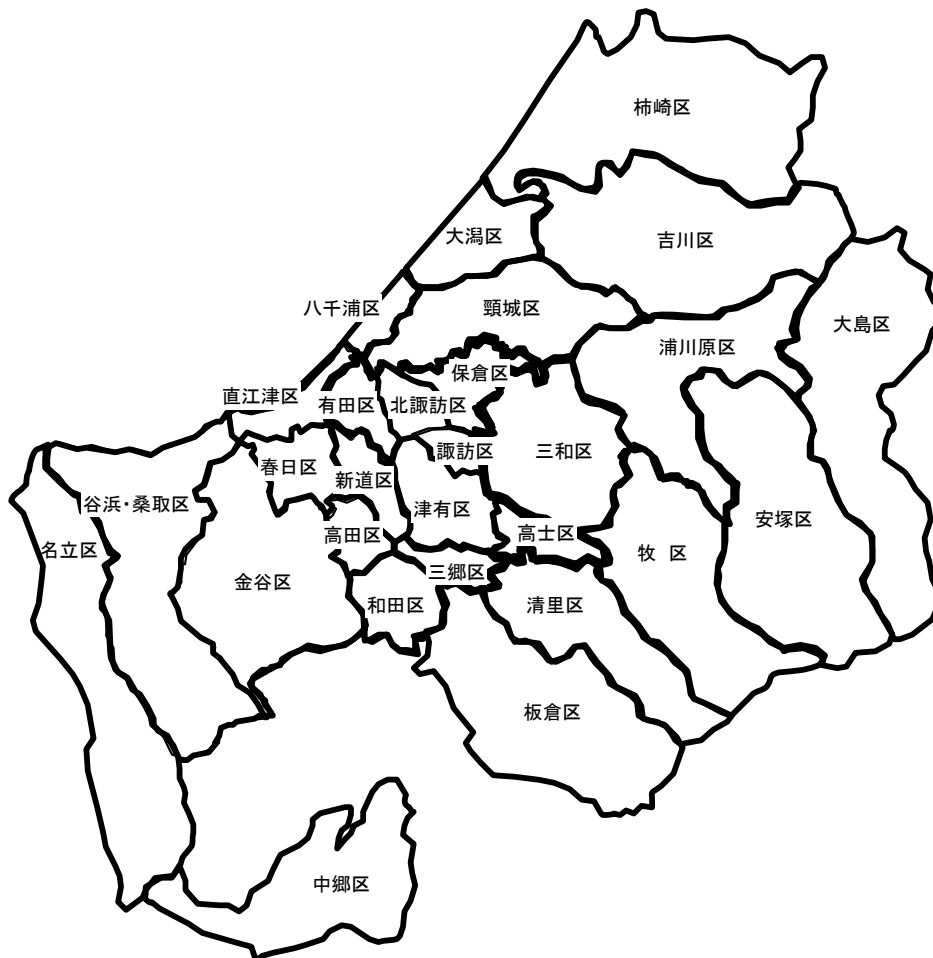 柿崎区
大潟区
吉川区
八千浦区
頸城区
大島区
浦川原区
保倉区
直江津区
有田区
北諏訪区
諏訪区
三和区
春日区
新道区
谷浜・桑取区
津有区
安塚区
高田区
高士区
名立区
牧 区
三郷区
金谷区
和田区
清里区
板倉区
中郷区